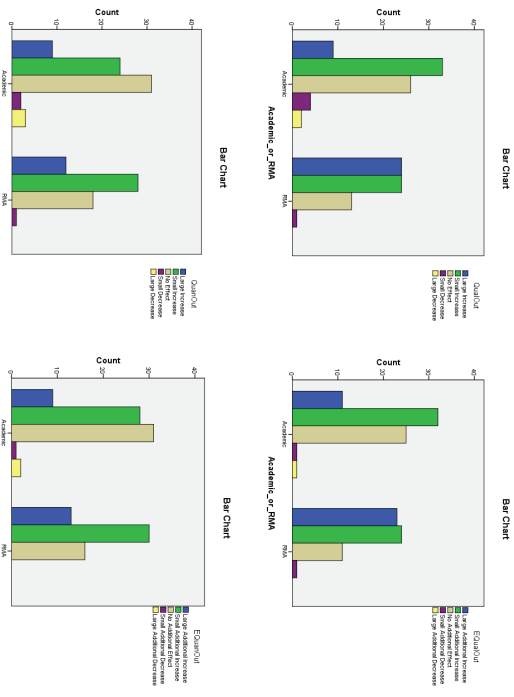 Bar Chart
Count
40
30
20
10
0
Academic
RMA
Academic_or_RMA
QualOut
Large Increase
Small Increase
No Effect
Small Decrease
Large Decrease
Bar Chart
Count
40
30
20
10
0
Academic
RMA
Academic_or_RMA
EQualOut
Large Additional Increase
Small Additional Increase
No Additional Effect
Small Additional Decrease
Large Additional Decrease
Bar Chart
Count
40
30
20
10
0
Academic
RMA
QuanOut
Large Increase
Small Increase
No Effect
Small Decrease
Large Decrease
Bar Chart
Count
40
30
20
10
0
Academic
RMA
EQuanOut
Large Additional Increase
Small Additional Increase
No Additional Effect
Small Additional Decrease
Large Additional Decrease